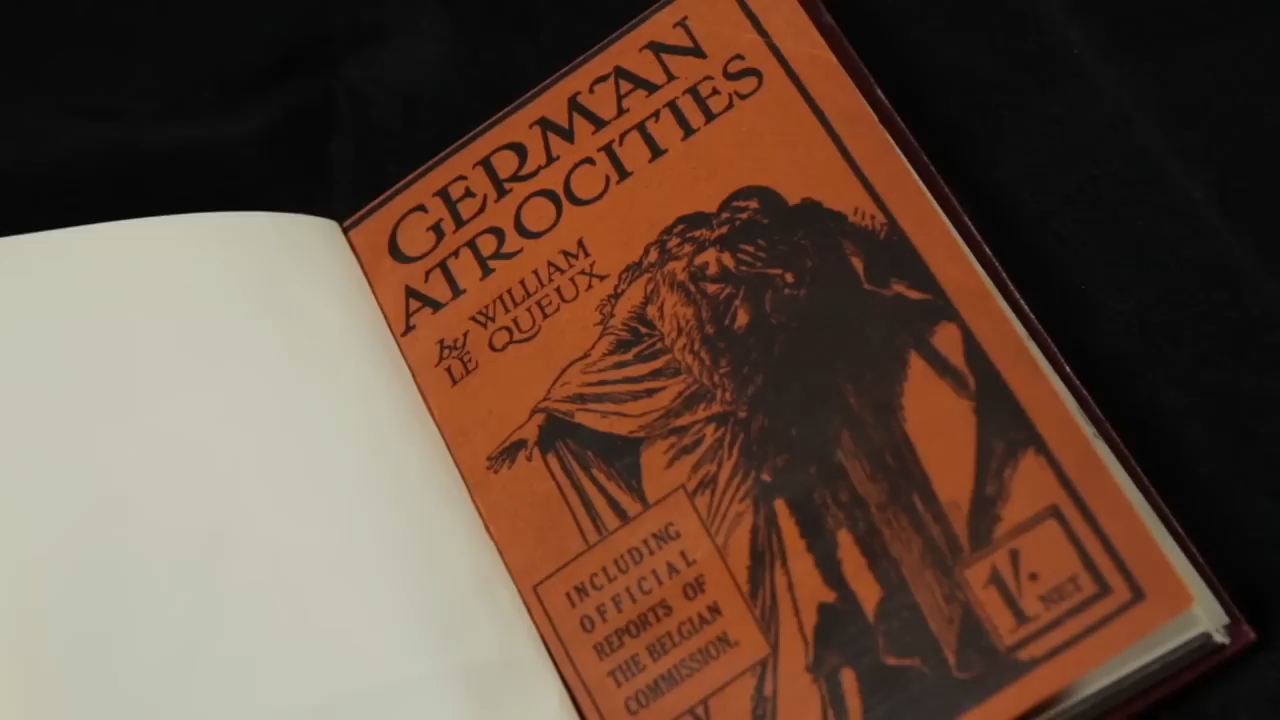 GERMAN
ATROCITIES
by WILLIAM
LE QUEUX
INCLUDING
OFFICIAL
REPORTS OF
THE BELGIAN
COMMISSION.
1/. NET